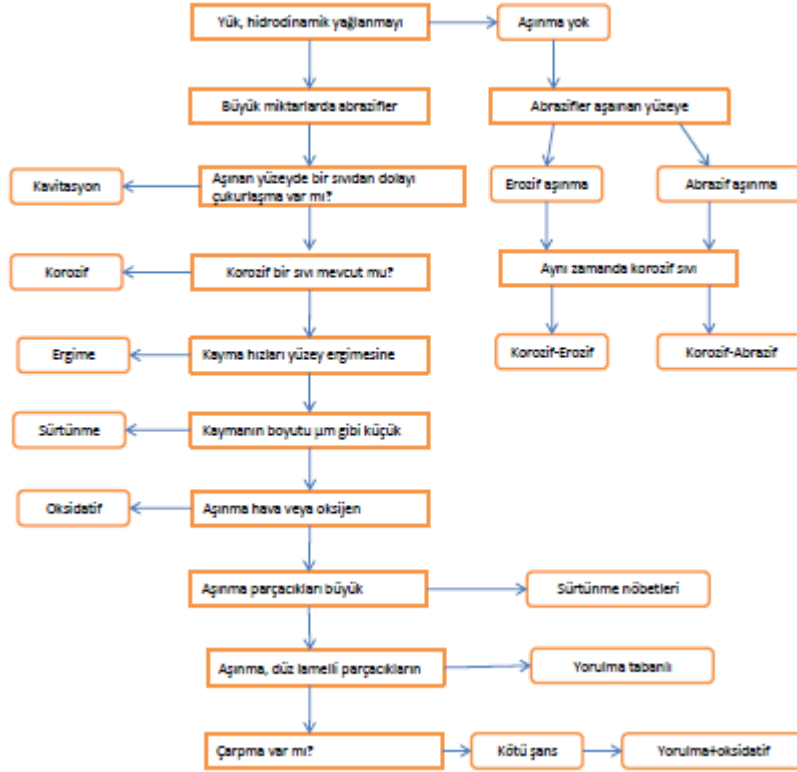 Yük, hidrodinamik yağlanmayı
Aşınma yok
Büyük miktarlarda abrazifler
Abrazifler aşaınan yüzeye
Kavitasyon
Aşınan yüzeyde bir sıvıdan dolayı
çukurlaşma var mı?
Erozif aşınma
Abrazif aşınma
Korozif
Korozif bir sıvı mevcut mu?
Aynı zamanda korozif sıvı
Ergime
Kayma hızları yüzey ergimesine
Korozif-Erozif
Korozif-Abrazif
Sürtünme
Kaymanın boyutu µm gibi küçük
Oksidatif
Aşınma hava veya oksijen
Aşınma parçacıkları büyük
Sürtünme nöbetleri
Aşınma, düz lamelli parçacıkların
Yorulma tabanlı
Çarpma var mı?
Kötü şans
Yorulma+oksidatif